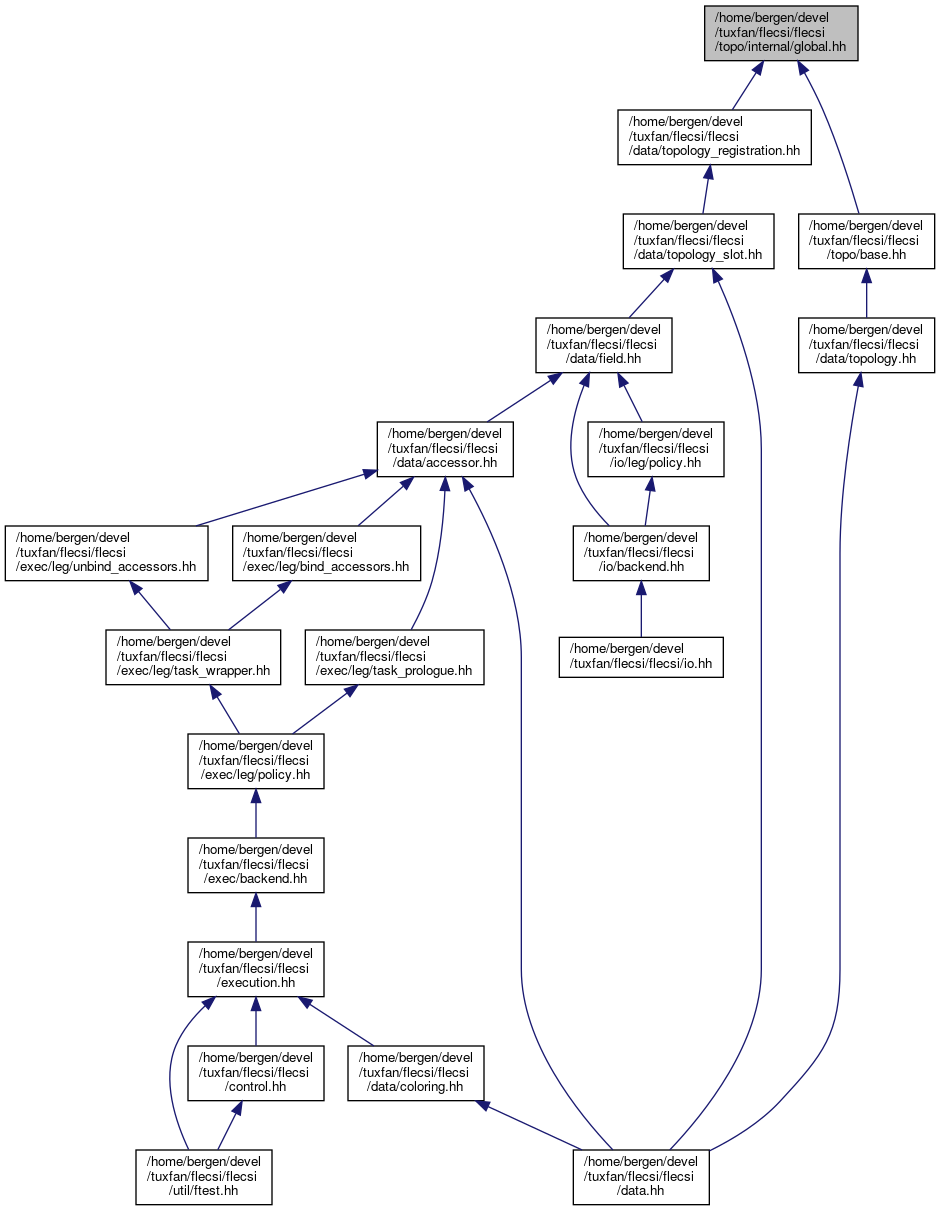 /home/bergen/devel
/tuxfan/flecsi/flecsi
/topo/internal/global.hh
/home/bergen/devel
/tuxfan/flecsi/flecsi
/data/topology_registration.hh
/home/bergen/devel
/tuxfan/flecsi/flecsi
/data/topology_slot.hh
/home/bergen/devel
/tuxfan/flecsi/flecsi
/topo/base.hh
/home/bergen/devel
/tuxfan/flecsi/flecsi
/data/field.hh
/home/bergen/devel
/tuxfan/flecsi/flecsi
/data/topology.hh
/home/bergen/devel
/tuxfan/flecsi/flecsi
/data/accessor.hh
/home/bergen/devel
/tuxfan/flecsi/flecsi
/io/leg/policy.hh
/home/bergen/devel
/tuxfan/flecsi/flecsi
/exec/leg/unbind_accessors.hh
/home/bergen/devel
/tuxfan/flecsi/flecsi
/exec/leg/bind_accessors.hh
/home/bergen/devel
/tuxfan/flecsi/flecsi
/io/backend.hh
/home/bergen/devel
/tuxfan/flecsi/flecsi
/exec/leg/task_wrapper.hh
/home/bergen/devel
/tuxfan/flecsi/flecsi
/exec/leg/task_prologue.hh
/home/bergen/devel
/tuxfan/flecsi/flecsi/io.hh
/home/bergen/devel
/tuxfan/flecsi/flecsi
/exec/leg/policy.hh
/home/bergen/devel
/tuxfan/flecsi/flecsi
/exec/backend.hh
/home/bergen/devel
/tuxfan/flecsi/flecsi
/execution.hh
/home/bergen/devel
/tuxfan/flecsi/flecsi
/control.hh
/home/bergen/devel
/tuxfan/flecsi/flecsi
/data/coloring.hh
/home/bergen/devel
/tuxfan/flecsi/flecsi
/util/ftest.hh
/home/bergen/devel
/tuxfan/flecsi/flecsi
/data.hh